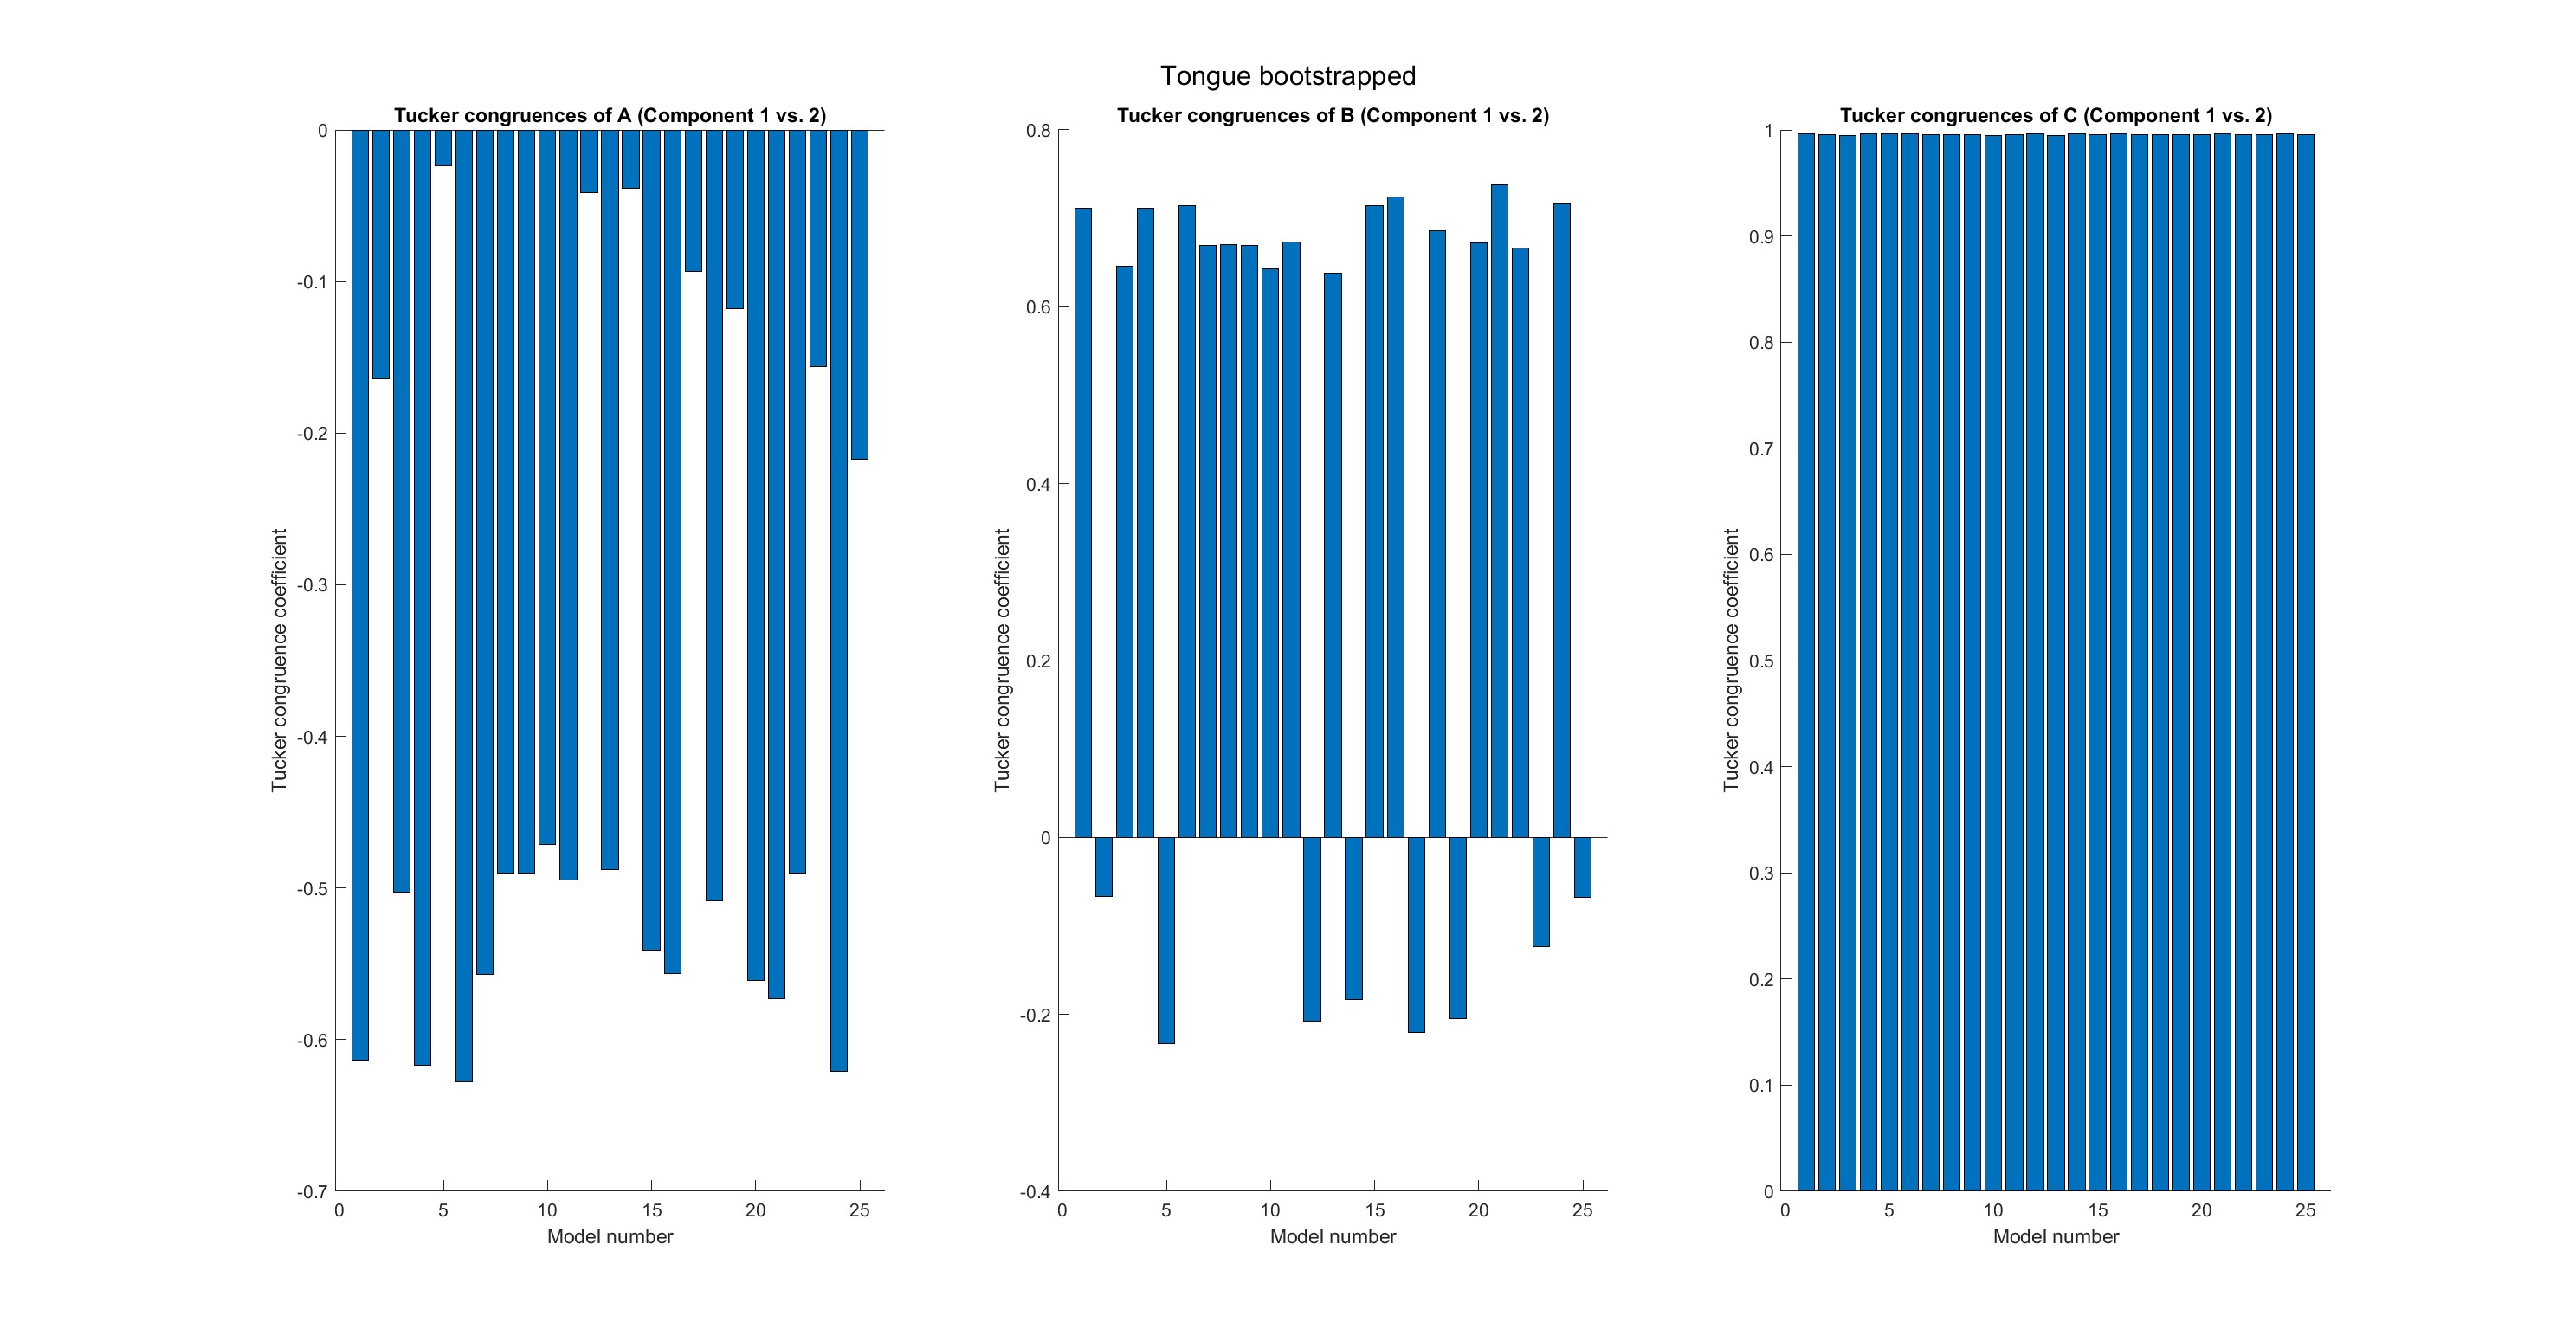 Tongue bootstrapped
Tucker congruences of A (Component 1 vs. 2)
Tucker congruence coefficient
0
-0.1
-0.2
-0.3
-0.4
-0.5
-0.6
-0.7
0 5 10 15 20 25
Model number
Tucker congruences of B (Component 1 vs. 2)
Tucker congruence coefficient
0.8
0.6
0.4
0.2
0
-0.2
-0.4
0 5 10 15 20 25
Model number
Tucker congruences of C (Component 1 vs. 2)
Tucker congruence coefficient
1
0.9
0.8
0.7
0.6
0.5
0.4
0.3
0.2
0.1
0
0 5 10 15 20 25
Model number